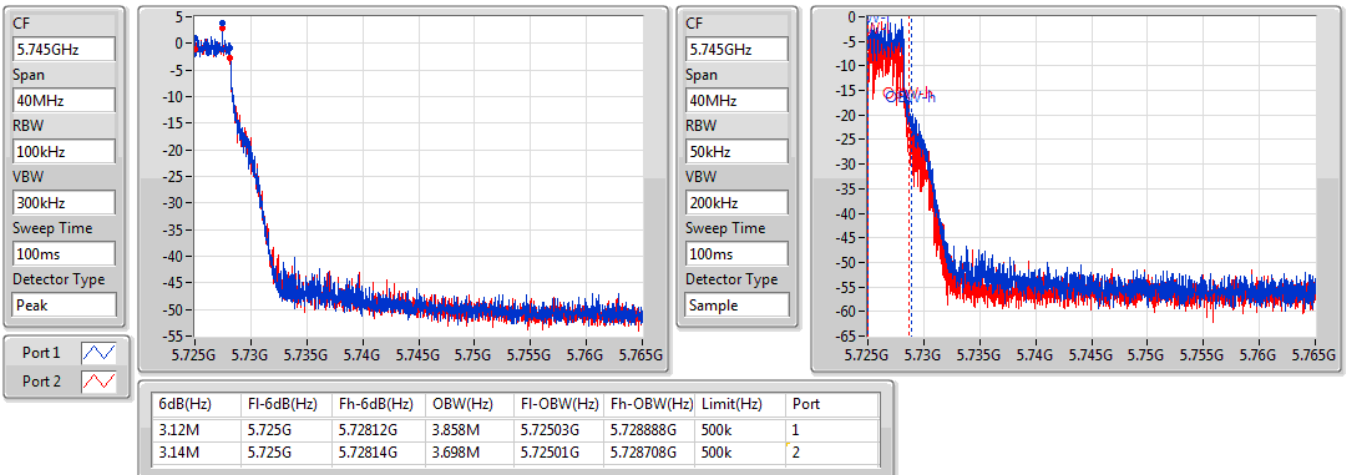 CF
5.745GHz
Span
40MHz
RBW
100kHz
VBW
300kHz
Sweep Time
100ms
Detector Type
Peak
Port 1
Port 2
5
0
-5
-10
-15
-20
-25
-30
-35
-40
-45
-50
-55
5.725G 5.73G 5.735G 5.74G 5.745G 5.75G 5.755G 5.76G 5.765G
CF
5.745GHz
Span
40MHz
RBW
50kHz
VBW
200kHz
Sweep Time
100ms
Detector Type
Sample
0
-5
-10
-15
-20
-25
-30
-35
-40
-45
-50
-55
-60
-65
5.725G 5.73G 5.735G 5.74G 5.745G 5.75G 5.755G 5.76G 5.765G
6dB(Hz) Fl-6dB(Hz) Fh-6dB(Hz) OBW(Hz) Fl-OBW(Hz) Fh-OBW(Hz) Limit(Hz) Port
3.12M 5.725G 5.72812G 3.858M 5.72503G 5.728888G 500k 1
3.14M 5.725G 5.72814G 3.698M 5.72501G 5.728708G 500k 2